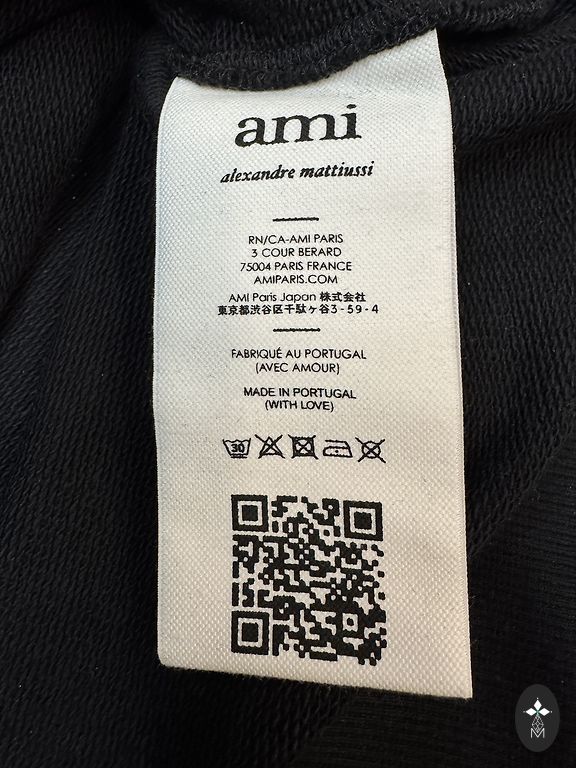 ami
alexandre mattiussi
RN/CA-AMI PARIS
3 COUR BERARD
75004 PARIS FRANCE
AMIPARIS.COM
AMI Paris Japan 株式会社
東京都渋谷区千駄ヶ谷3-59-4
FABRIQUÉ AU PORTUGAL
(AVEC AMOUR)
MADE IN PORTUGAL
(WITH LOVE)
30
M